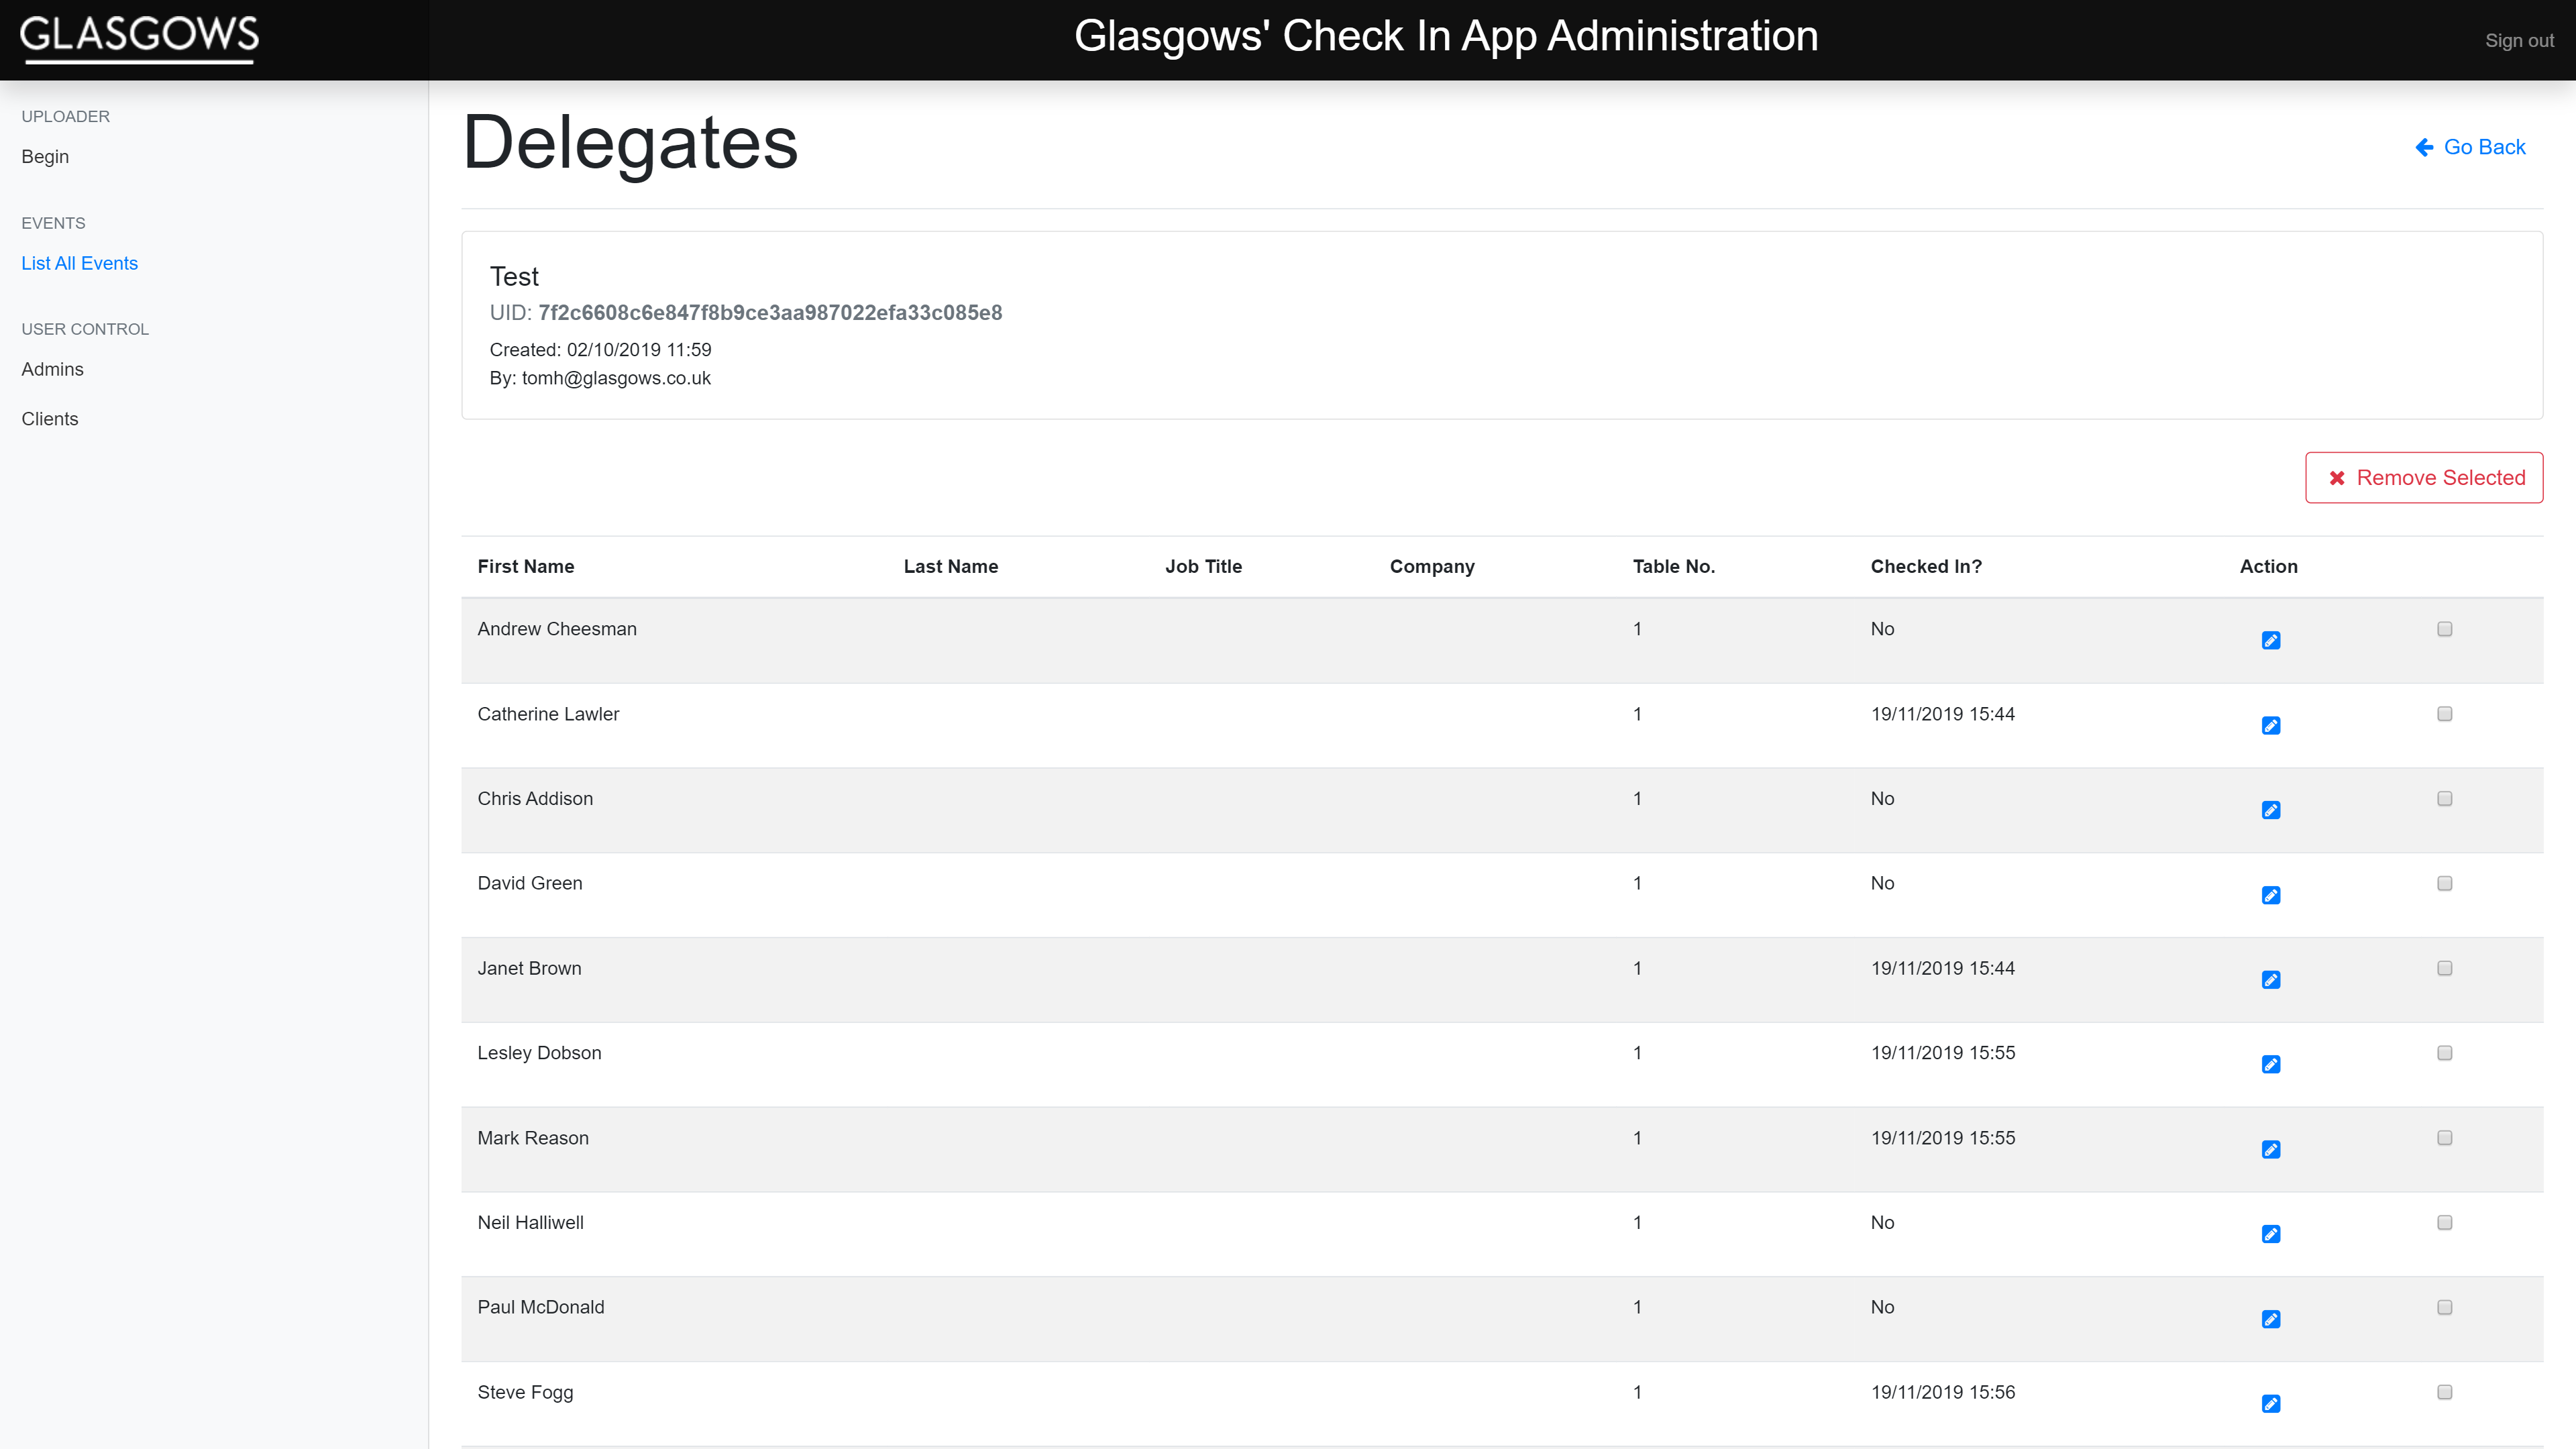 GLASGOWS
Glasgows' Check In App Administration
Sign out
UPLOADER
Begin
EVENTS
List All Events
USER CONTROL
Admins
Clients
Delegates
Go Back
Test
UID: 7f2c6608c6e847f8b9ce3aa987022efa33c085e8
Created: 02/10/2019 11:59
By: tomh@glasgows.co.uk
Remove Selected
First Name Last Name Job Title Company Table No. Checked In? Action
Andrew Cheesman 1 No
Catherine Lawler 1 19/11/2019 15:44
Chris Addison 1 No
David Green 1 No
Janet Brown 1 19/11/2019 15:44
Lesley Dobson 1 19/11/2019 15:55
Mark Reason 1 19/11/2019 15:55
Neil Halliwell 1 No
Paul McDonald 1 No
Steve Fogg 1 19/11/2019 15:56